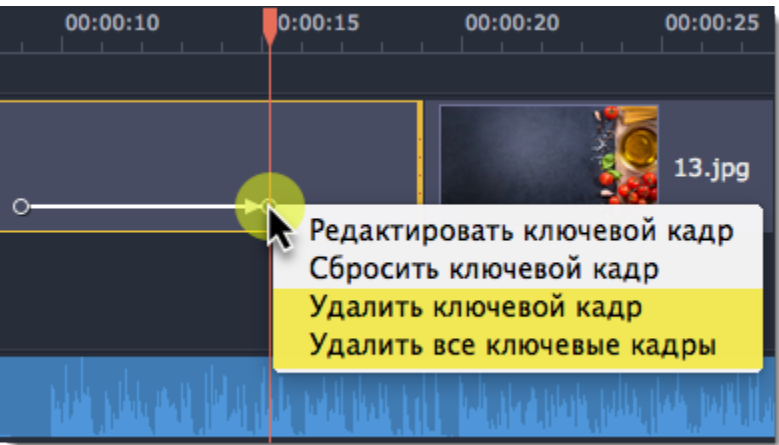 00:00:10
0:00:15
00:00:20
00:00:25
13.jpg
Редактировать ключевой кадр
Сбросить ключевой кадр
Удалить ключевой кадр
Удалить все ключевые кадры